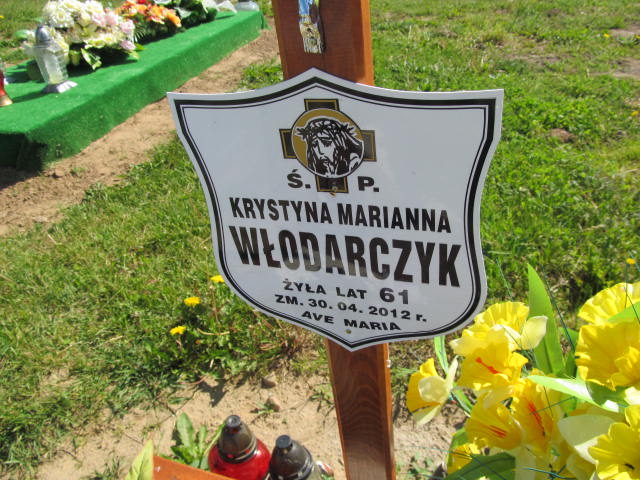 Ś. P.
KRYSTYNA MARIANNA
WŁODARCZYK
ŻYŁA LAT 61
ZM. 30. 04. 2012 r.
AVE MARIA